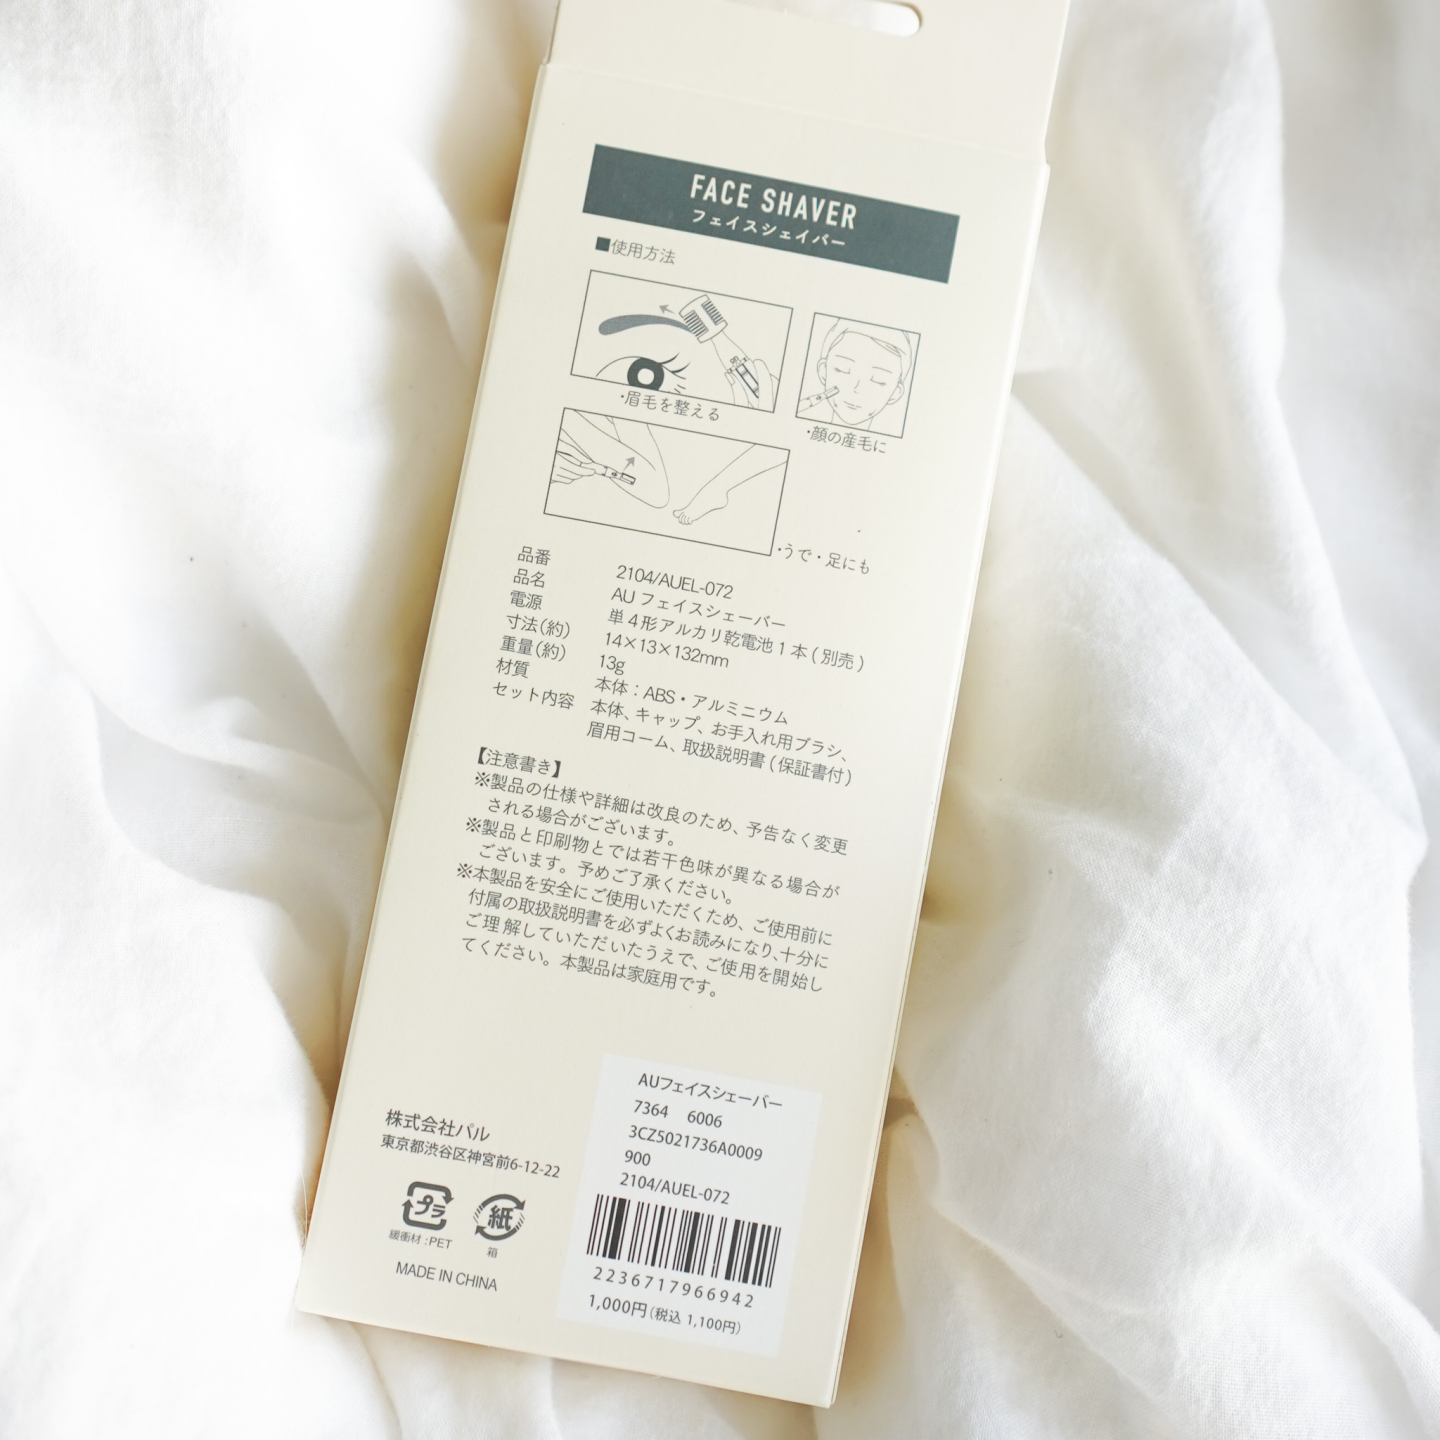 FACE SHAVER
フェイスシェイバー
■使用方法
・眉毛を整える
・顔の産毛に
・うで・足にも
品番 2104/AUEL-072
品名 AU フェイスシェーバー
電源 単4形アルカリ乾電池1本(別売)
寸法(約) 14×13×132mm
重量(約) 13g
材質 本体：ABS・アルミニウム
セット内容 本体、キャップ、お手入れ用ブラシ、
眉用コーム、取扱説明書(保証書付)
【注意書き】
※製品の仕様や詳細は改良のため、予告なく変更
される場合がございます。
※製品と印刷物とでは若干色味が異なる場合が
ございます。予めご了承ください。
※本製品を安全にご使用いただくため、ご使用前に
付属の取扱説明書を必ずよくお読みになり、十分に
ご理解していただいたうえで、ご使用を開始し
てください。本製品は家庭用です。
株式会社パル
東京都渋谷区神宮前6-12-22
プラ
緩衝材：PET
紙
箱
MADE IN CHINA
AUフェイスシェーバー
7364 6006
3CZ5021736A0009
900
2104/AUEL-072
2236717966942
1,000円(税込 1,100円)